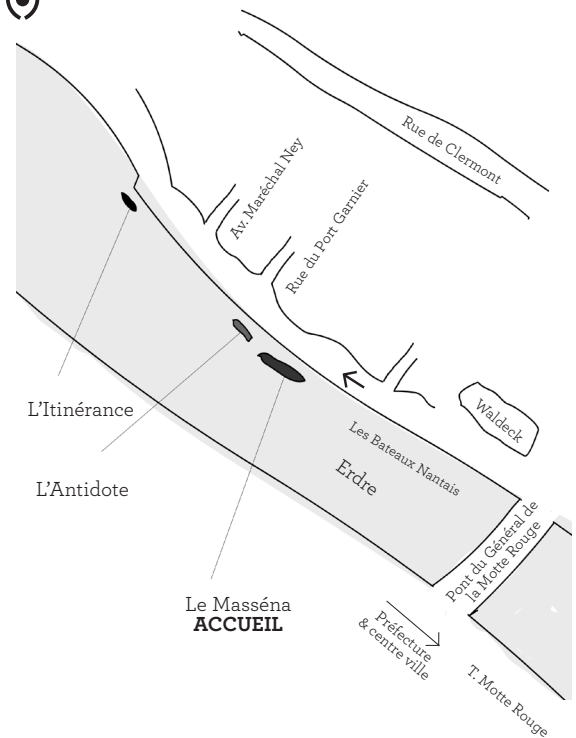 Rue de Clermont
Av. Maréchal Ney
Rue du Port Garnier
L'Itinérance
Waldeck
Les Bateaux Nantais
Erdre
L'Antidote
Pont du Général de
la Motte Rouge
Le Masséna
ACCUEIL
Préfecture
& centre ville
T. Motte Rouge